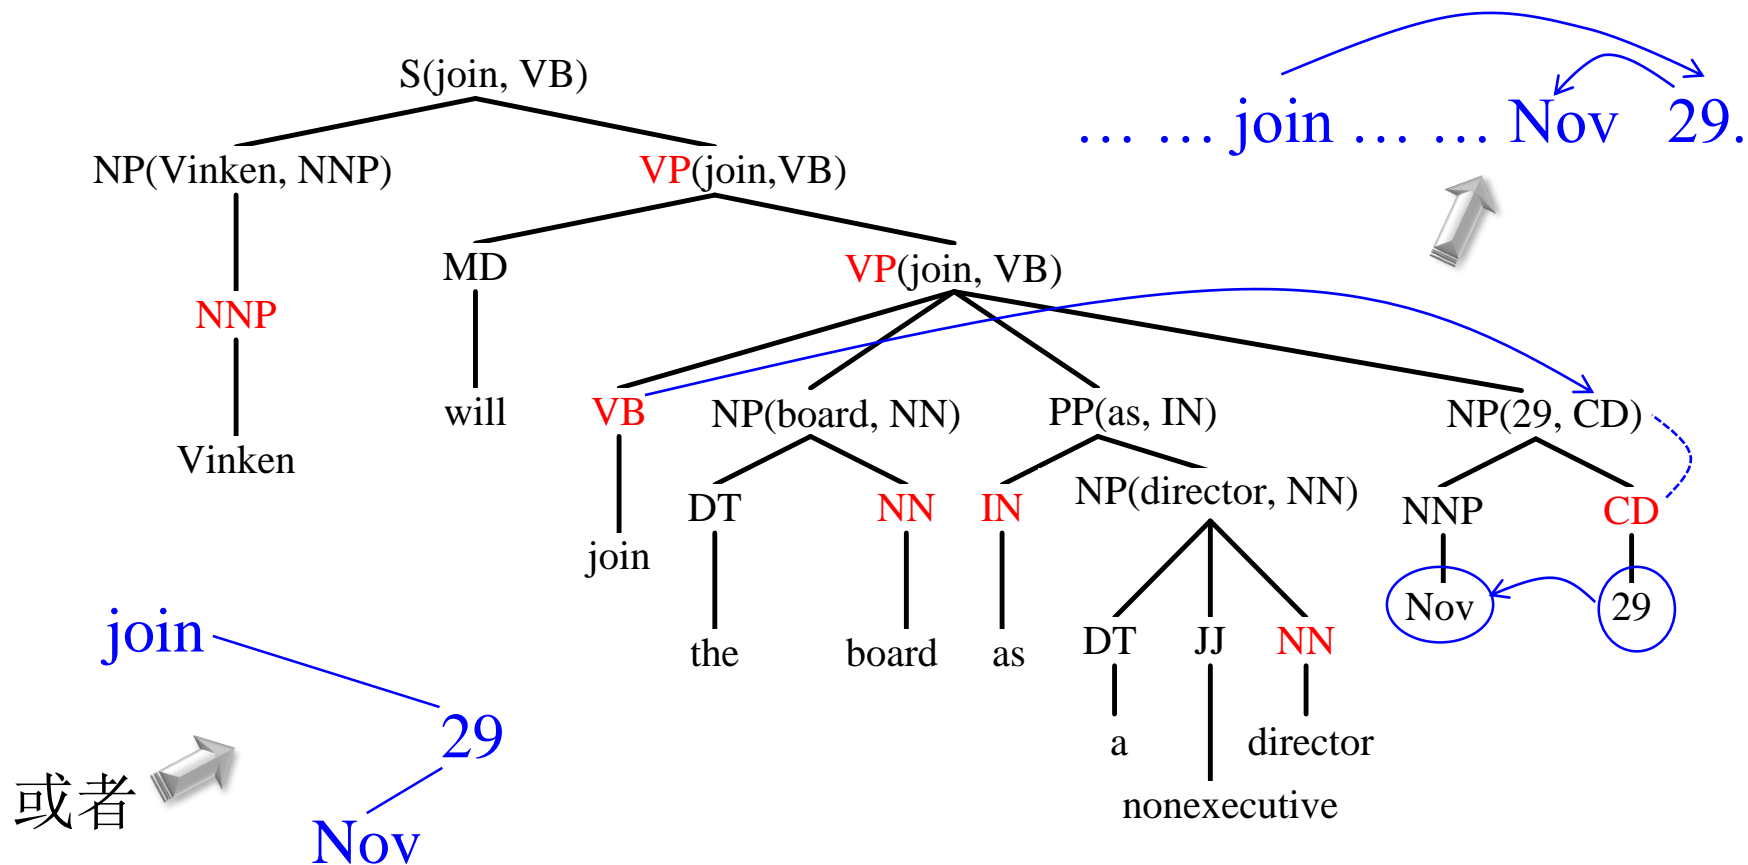 S(join, VB)
… … join … … Nov 29.
NP(Vinken, NNP) VP(join,VB)
MD VP(join, VB)
NNP
will VB NP(board, NN) PP(as, IN) NP(29, CD)
Vinken
DT NN IN NP(director, NN) NNP CD
join
Nov 29
join
the board as DT JJ NN
29
a director
或者
nonexecutive
Nov